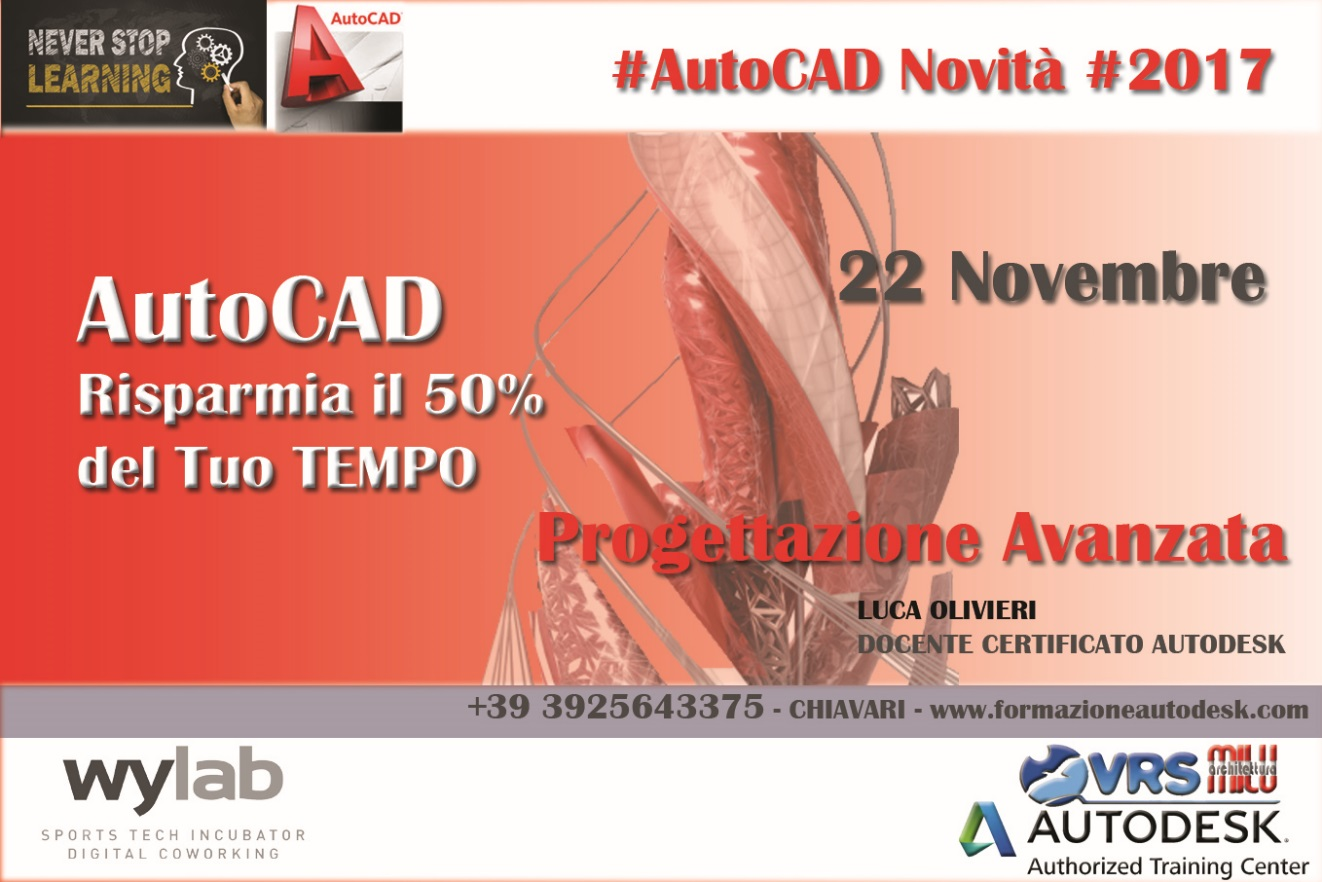 NEVER STOP
LEARNING
AutoCAD
#AutoCAD Novità #2017
22 Novembre
AutoCAD
Risparmia il 50%
del Tuo TEMPO
Progettazione Avanzata
LUCA OLIVIERI
DOCENTE CERTIFICATO AUTODESK
+39 3925643375 - CHIAVARI - www.formazioneautodesk.com
wylab
SPORTS TECH INCUBATOR
DIGITAL COWORKING
VRS MILU
architettura
AUTODESK.
Authorized Training Center